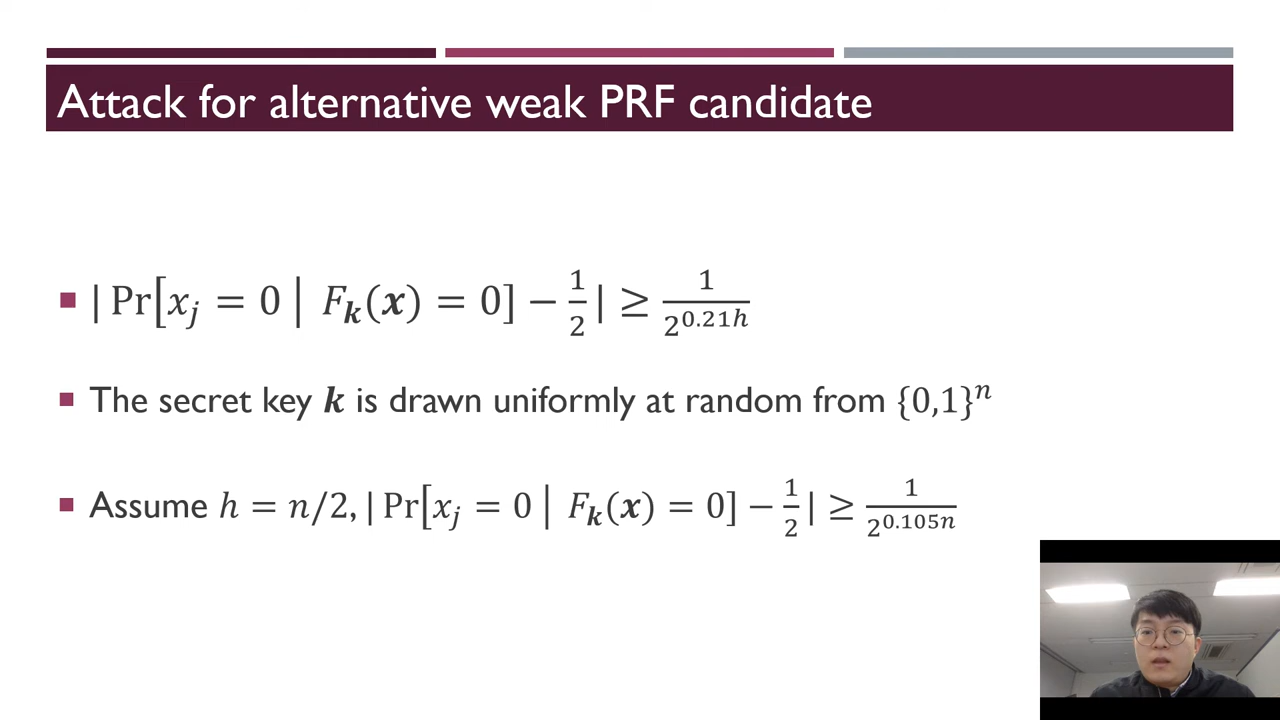 Attack for alternative weak PRF candidate
| Pr[x_j = 0 | F_k(x) = 0] − 1/2 | ≥ 1/2^{0.21h}
The secret key k is drawn uniformly at random from {0,1}^n
Assume h = n/2, | Pr[x_j = 0 | F_k(x) = 0] − 1/2 | ≥ 1/2^{0.105n}